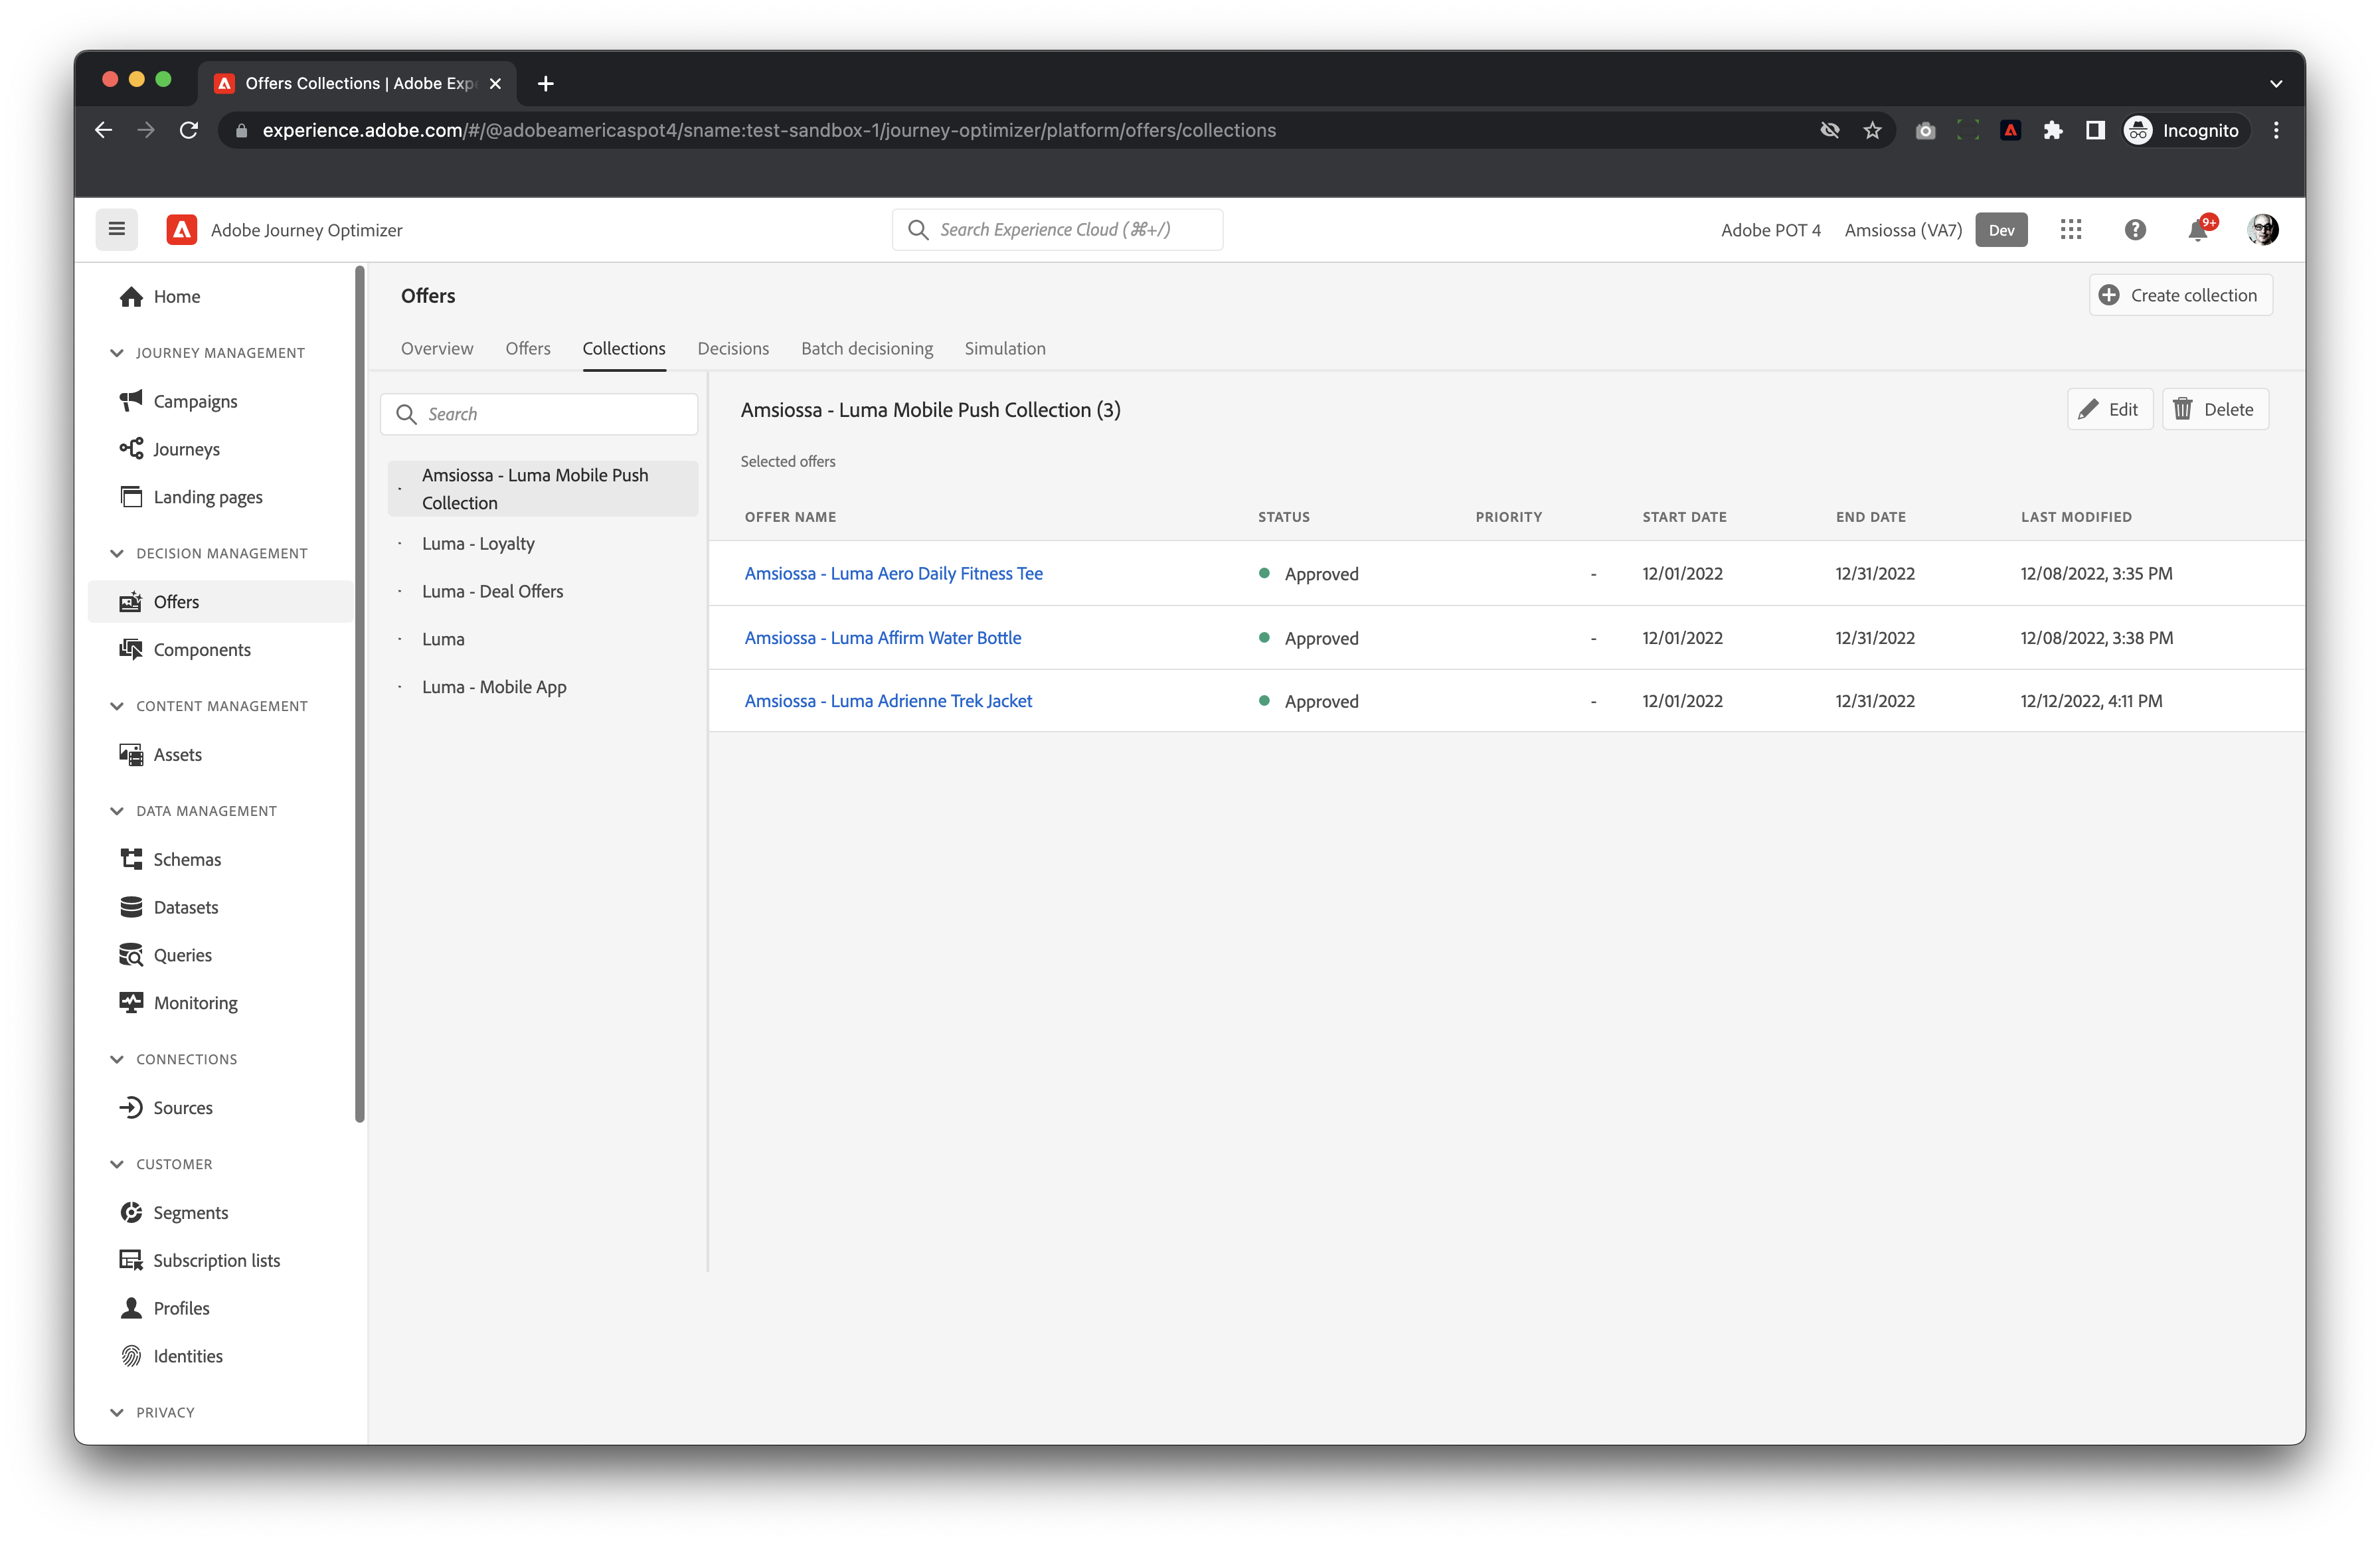 Offers Collections | Adobe Exp
experience.adobe.com/#/@adobeamericaspot4/sname:test-sandbox-1/journey-optimizer/platform/offers/collections
Incognito
Adobe Journey Optimizer
Search Experience Cloud (⌘+/)
Adobe POT 4
Amsiossa (VA7)
Dev
9+
Home
JOURNEY MANAGEMENT
Campaigns
Journeys
Landing pages
DECISION MANAGEMENT
Offers
Components
CONTENT MANAGEMENT
Assets
DATA MANAGEMENT
Schemas
Datasets
Queries
Monitoring
CONNECTIONS
Sources
CUSTOMER
Segments
Subscription lists
Profiles
Identities
PRIVACY
Offers
Create collection
Overview Offers Collections Decisions Batch decisioning Simulation
Search
Amsiossa - Luma Mobile Push
Collection
Luma - Loyalty
Luma - Deal Offers
Luma
Luma - Mobile App
Amsiossa - Luma Mobile Push Collection (3)
Edit
Delete
Selected offers
OFFER NAME STATUS PRIORITY START DATE END DATE LAST MODIFIED
Amsiossa - Luma Aero Daily Fitness Tee Approved - 12/01/2022 12/31/2022 12/08/2022, 3:35 PM
Amsiossa - Luma Affirm Water Bottle Approved - 12/01/2022 12/31/2022 12/08/2022, 3:38 PM
Amsiossa - Luma Adrienne Trek Jacket Approved - 12/01/2022 12/31/2022 12/12/2022, 4:11 PM